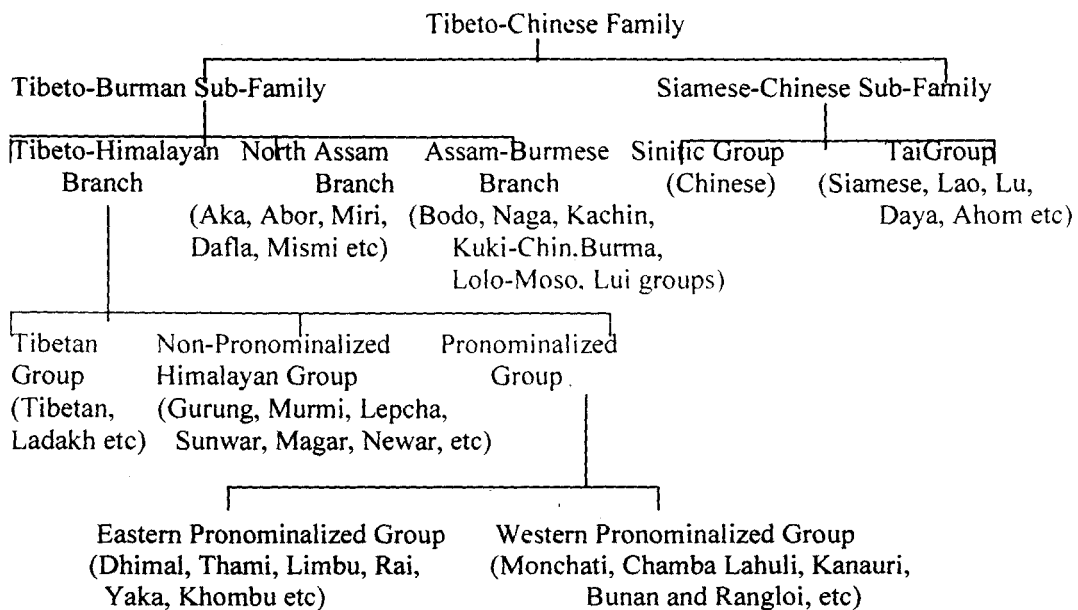 Tibeto-Chinese Family
Tibeto-Burman Sub-Family Siamese-Chinese Sub-Family
Tibeto-Himalayan Branch
North Assam Branch
(Aka, Abor, Miri,
Dafla, Mismi etc)
Assam-Burmese Branch
(Bodo, Naga, Kachin,
Kuki-Chin.Burma,
Lolo-Moso. Lui groups)
Sinitic Group
(Chinese)
TaiGroup
(Siamese, Lao, Lu,
Daya, Ahom etc)
Tibetan
Group
(Tibetan,
Ladakh etc)
Non-Pronominalized
Himalayan Group
(Gurung, Murmi, Lepcha,
Sunwar, Magar, Newar, etc)
Pronominalized
Group
Eastern Pronominalized Group
(Dhimal, Thami, Limbu, Rai,
Yaka, Khombu etc)
Western Pronominalized Group
(Monchati, Chamba Lahuli, Kanauri,
Bunan and Rangloi, etc)